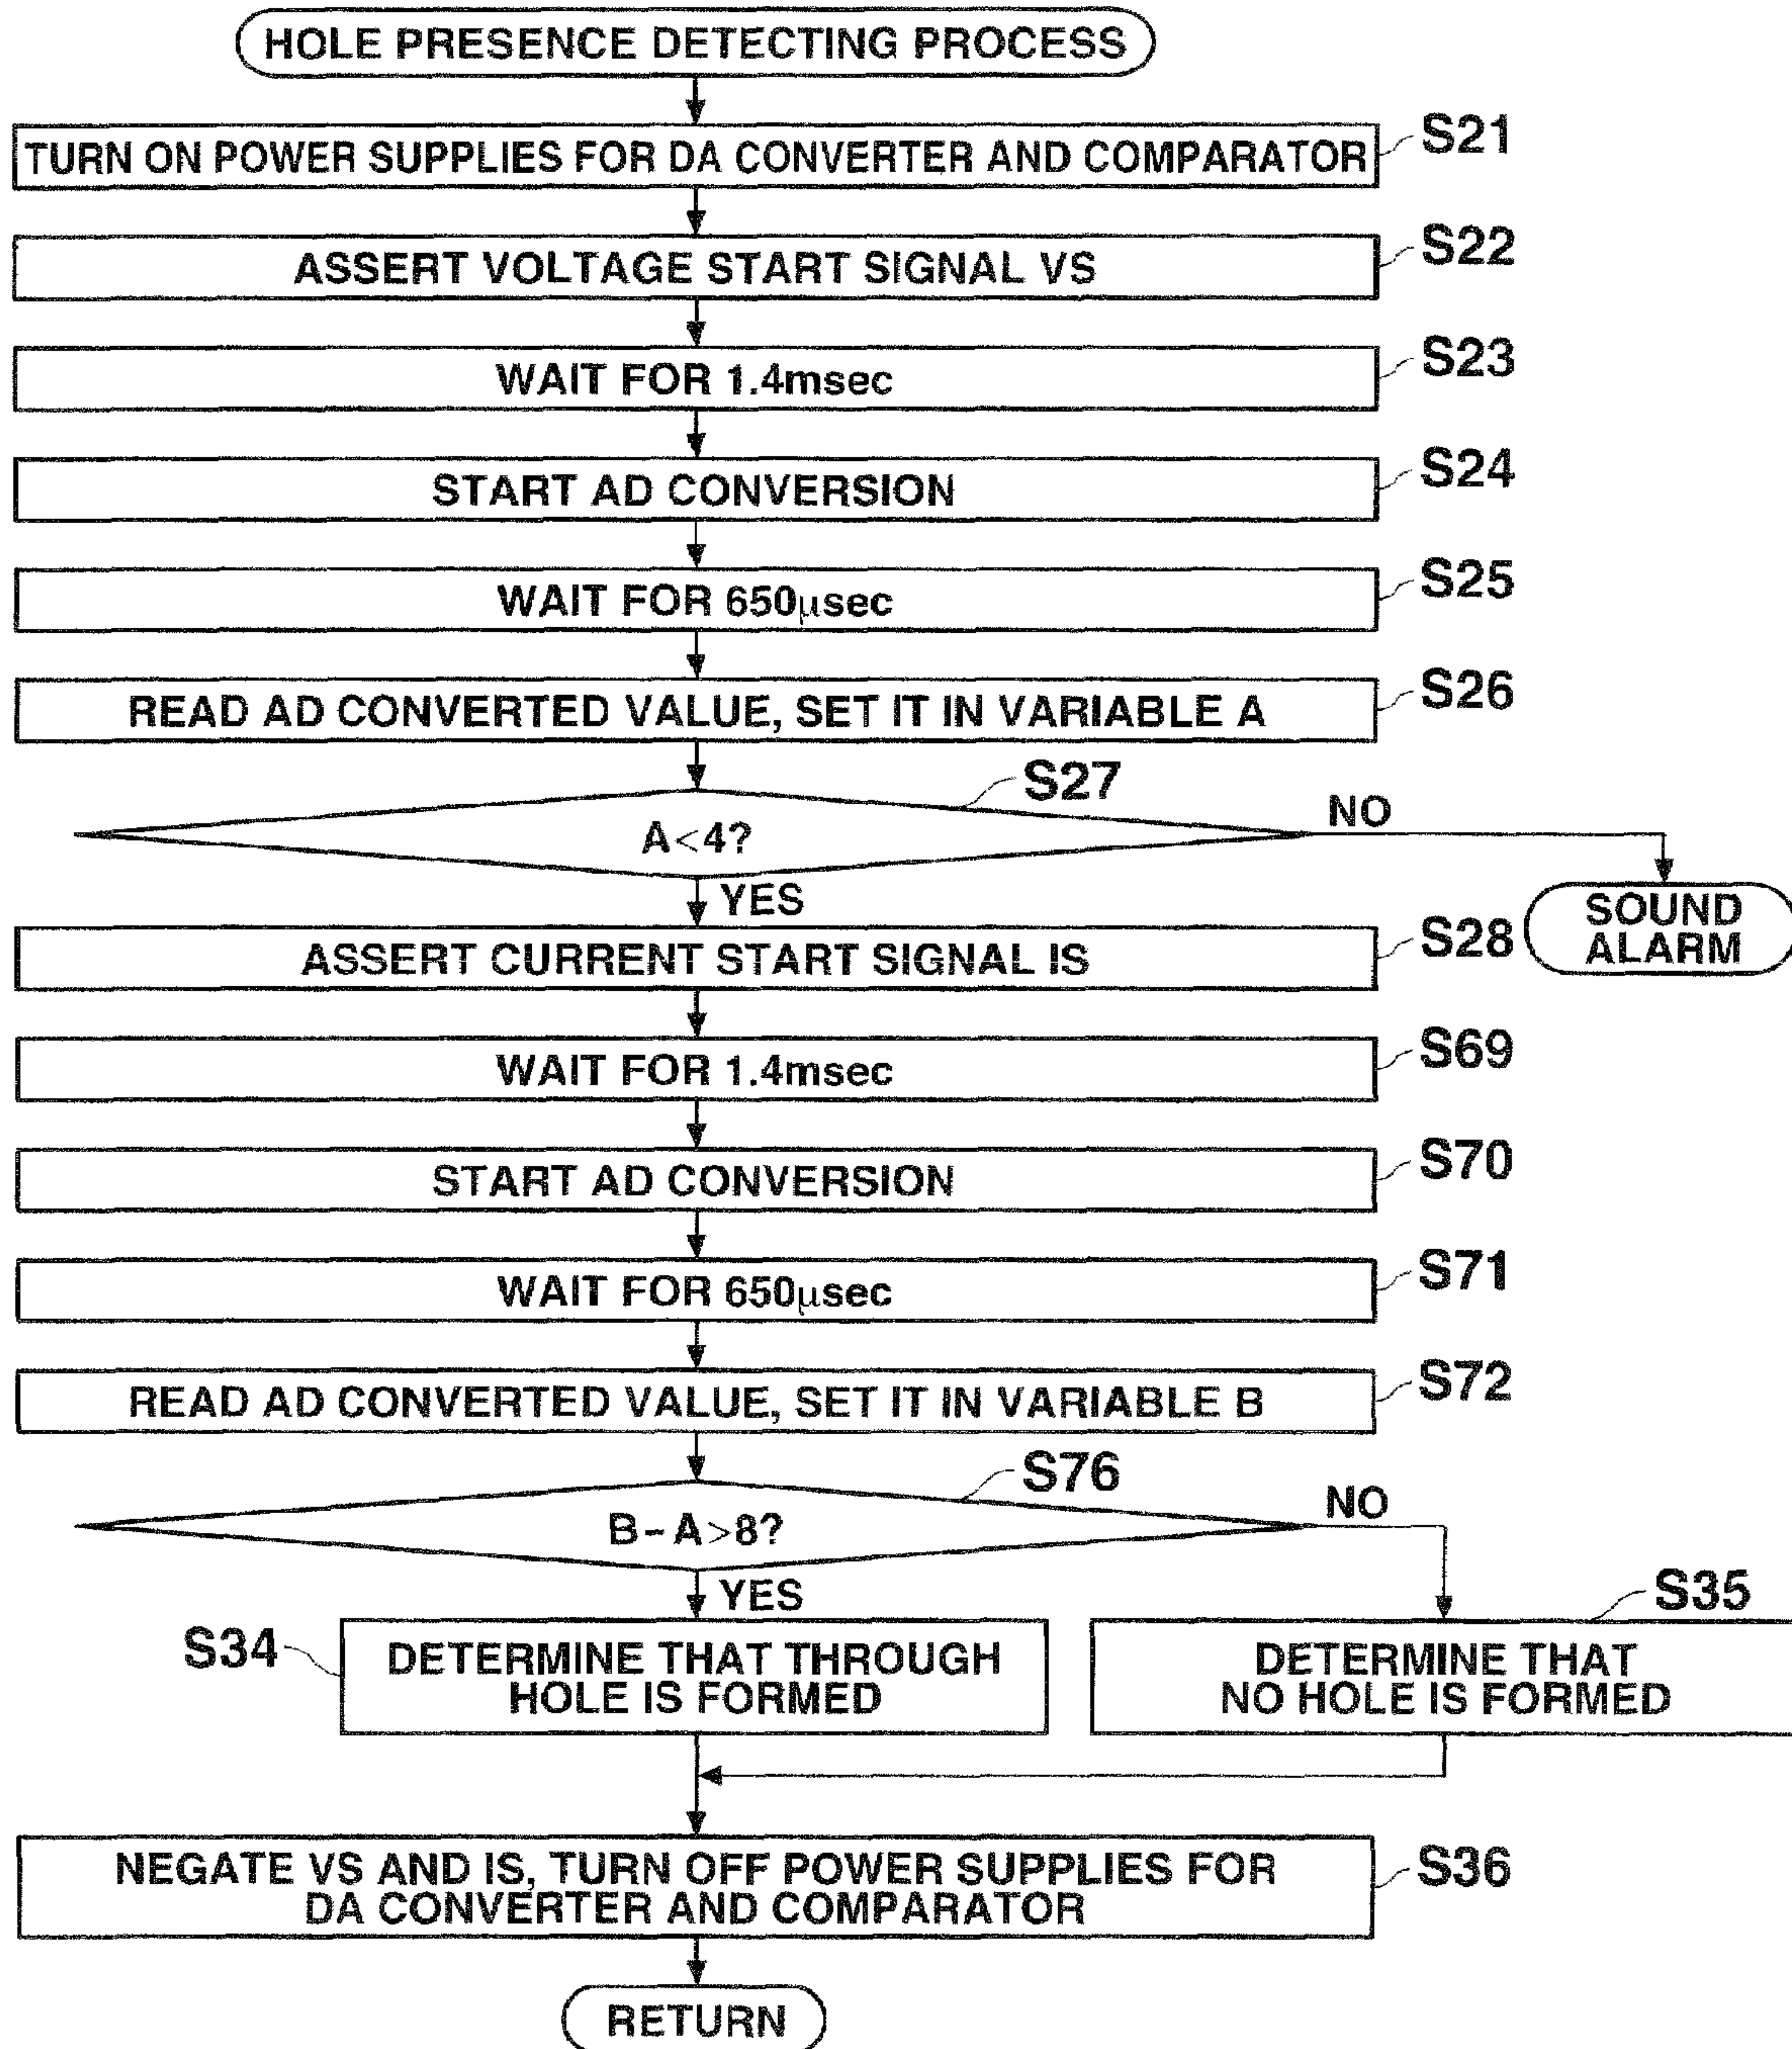 HOLE PRESENCE DETECTING PROCESS
TURN ON POWER SUPPLIES FOR DA CONVERTER AND COMPARATOR
S21
ASSERT VOLTAGE START SIGNAL VS
S22
WAIT FOR 1.4msec
S23
START AD CONVERSION
S24
WAIT FOR 650μsec
S25
READ AD CONVERTED VALUE, SET IT IN VARIABLE A
S26
S27
A<4?
NO
YES
SOUND
ALARM
ASSERT CURRENT START SIGNAL IS
S28
WAIT FOR 1.4msec
S69
START AD CONVERSION
S70
WAIT FOR 650μsec
S71
READ AD CONVERTED VALUE, SET IT IN VARIABLE B
S72
S76
B-A>8?
NO
YES
S34
DETERMINE THAT THROUGH
HOLE IS FORMED
S35
DETERMINE THAT
NO HOLE IS FORMED
NEGATE VS AND IS, TURN OFF POWER SUPPLIES FOR
DA CONVERTER AND COMPARATOR
S36
RETURN